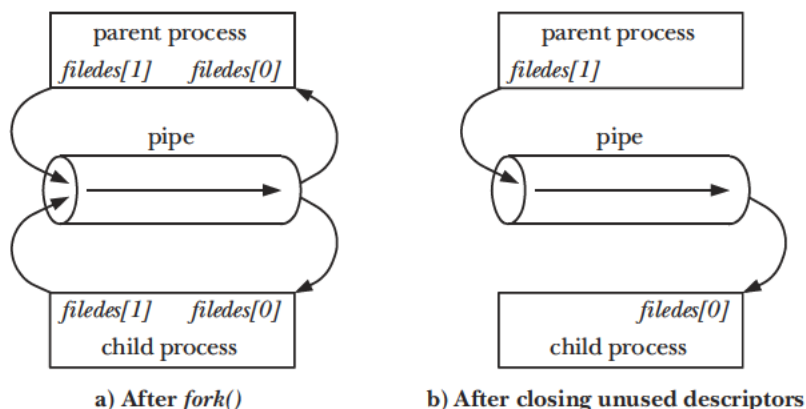 parent process
filedes[1] filedes[0]
pipe
filedes[1] filedes[0]
child process
a) After fork()
parent process
filedes[1]
pipe
filedes[0]
child process
b) After closing unused descriptors